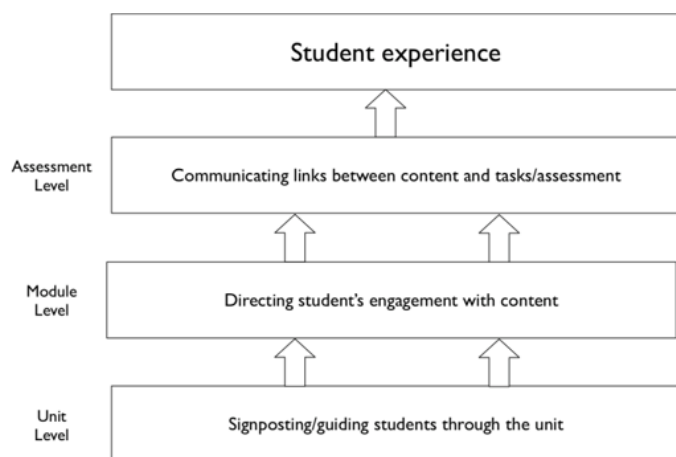 Student experience
Assessment
Level
Communicating links between content and tasks/assessment
Module
Level
Directing student's engagement with content
Unit
Level
Signposting/guiding students through the unit